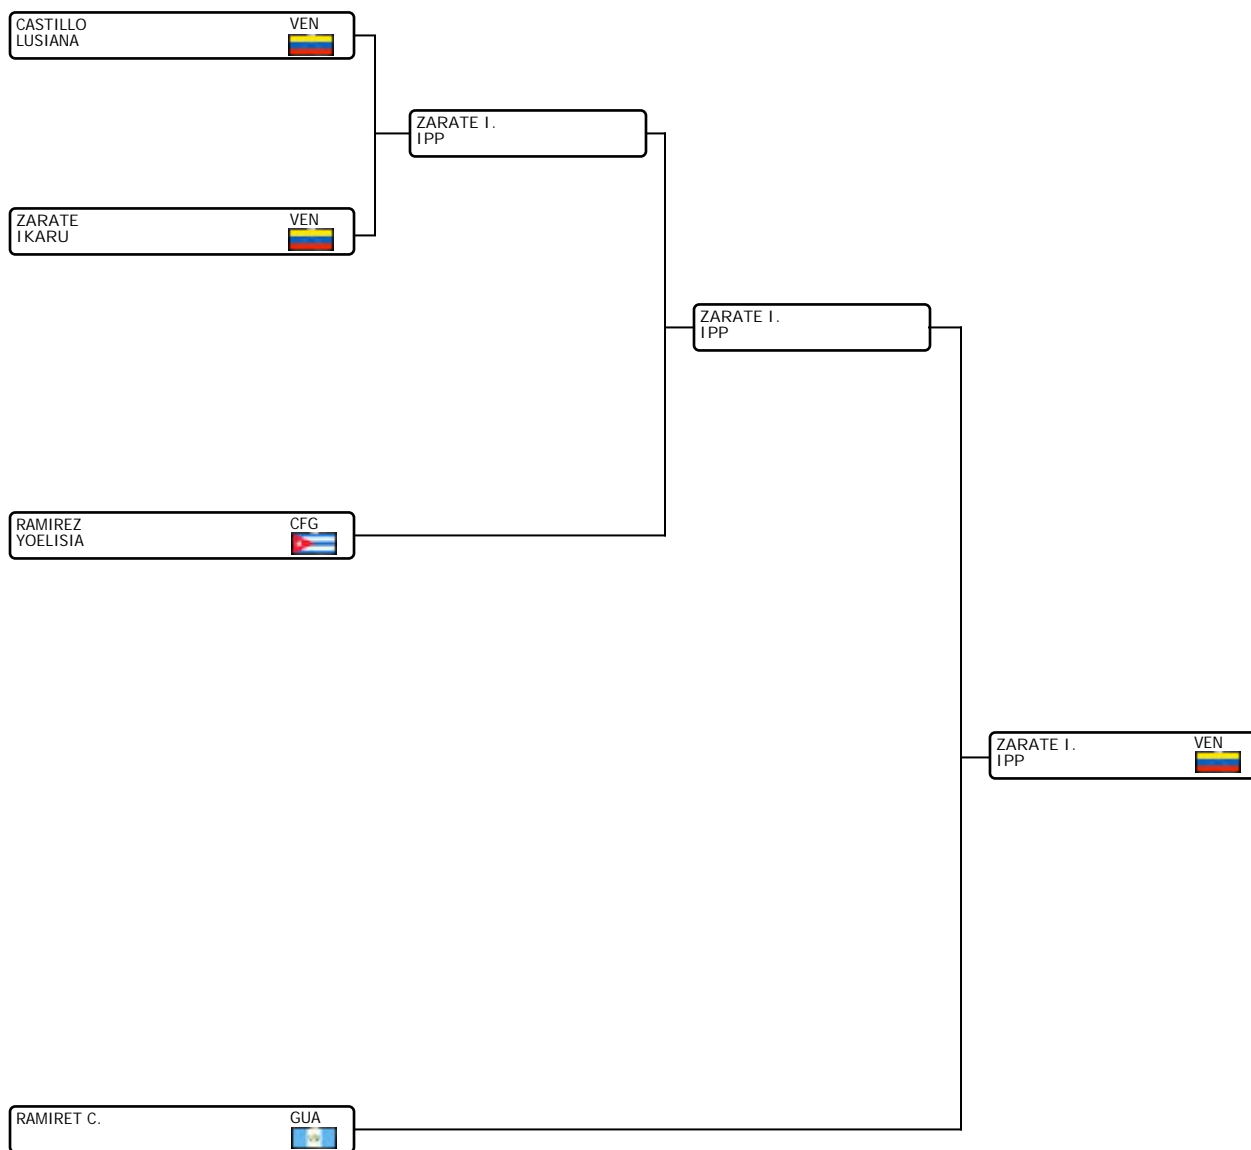 CASTILLO VEN
LUSIANA
ZARATE I.
IPP
ZARATE VEN
IKARU
ZARATE I.
IPP
RAMIREZ CFG
YOELISIA
ZARATE I. VEN
IPP
RAMIRET C. GUA